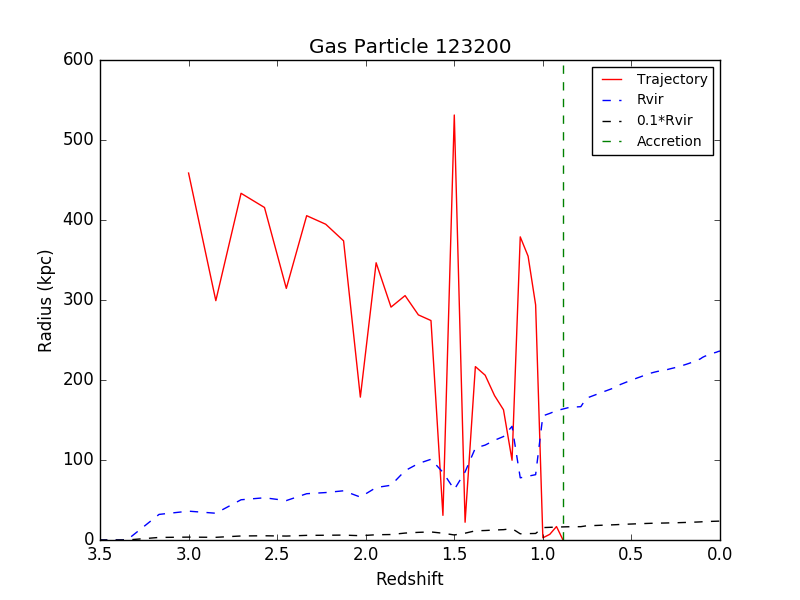 Gas Particle 123200
600
500
400
300
200
100
0
Radius (kpc)
Trajectory
Rvir
0.1*Rvir
Accretion
3.5 3.0 2.5 2.0 1.5 1.0 0.5 0.0
Redshift